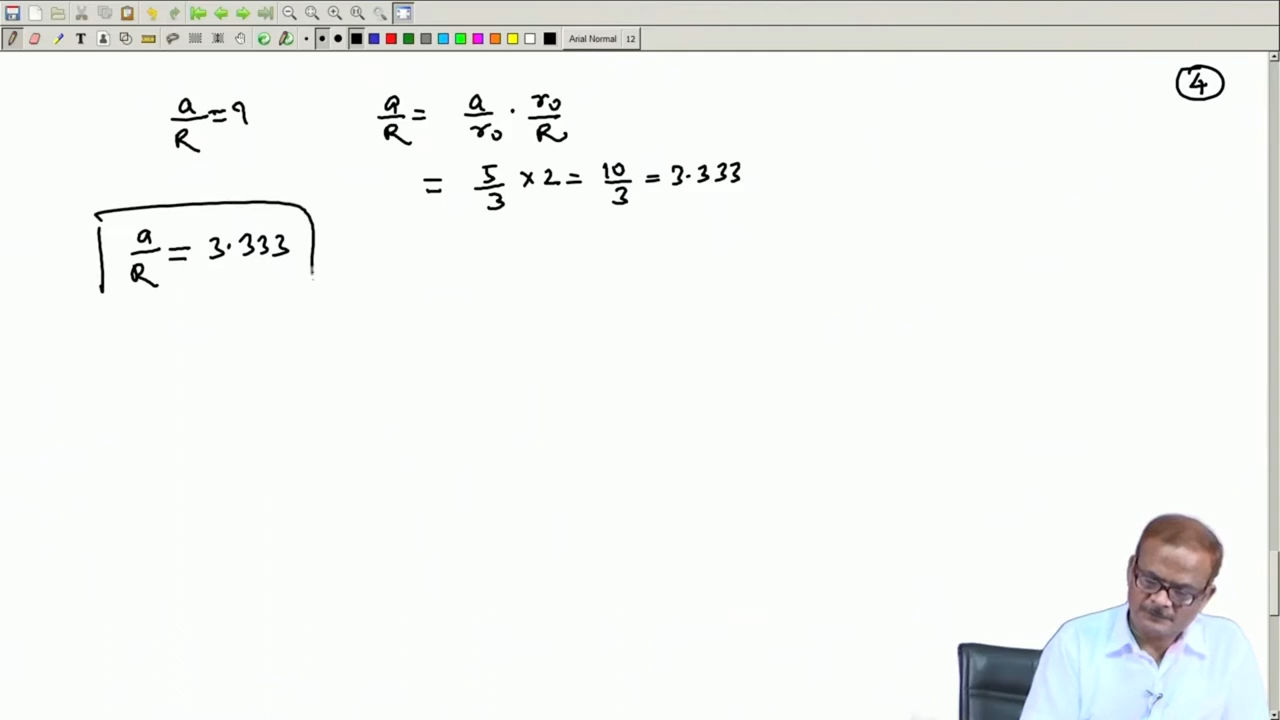 Arial Normal 12
④
a/R = ? a/R = a/r₀ · r₀/R
= 5/3 × 2 = 10/3 = 3.333
a/R = 3.333